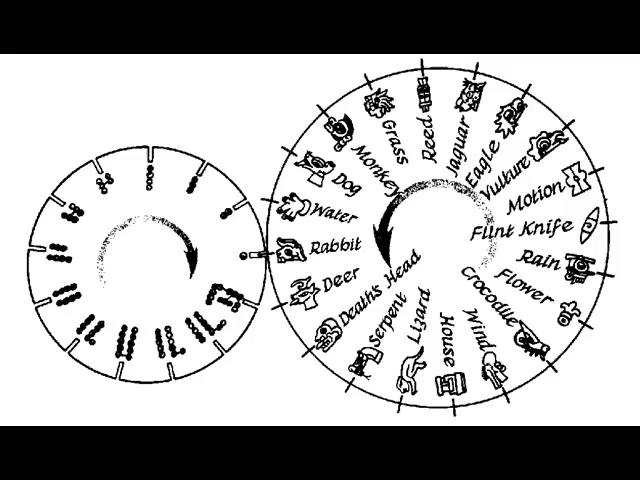 Crocodile
Wind
House
Lizard
Serpent
Death's Head
Deer
Rabbit
Water
Dog
Monkey
Grass
Reed
Jaguar
Eagle
Vulture
Motion
Flint Knife
Rain
Flower